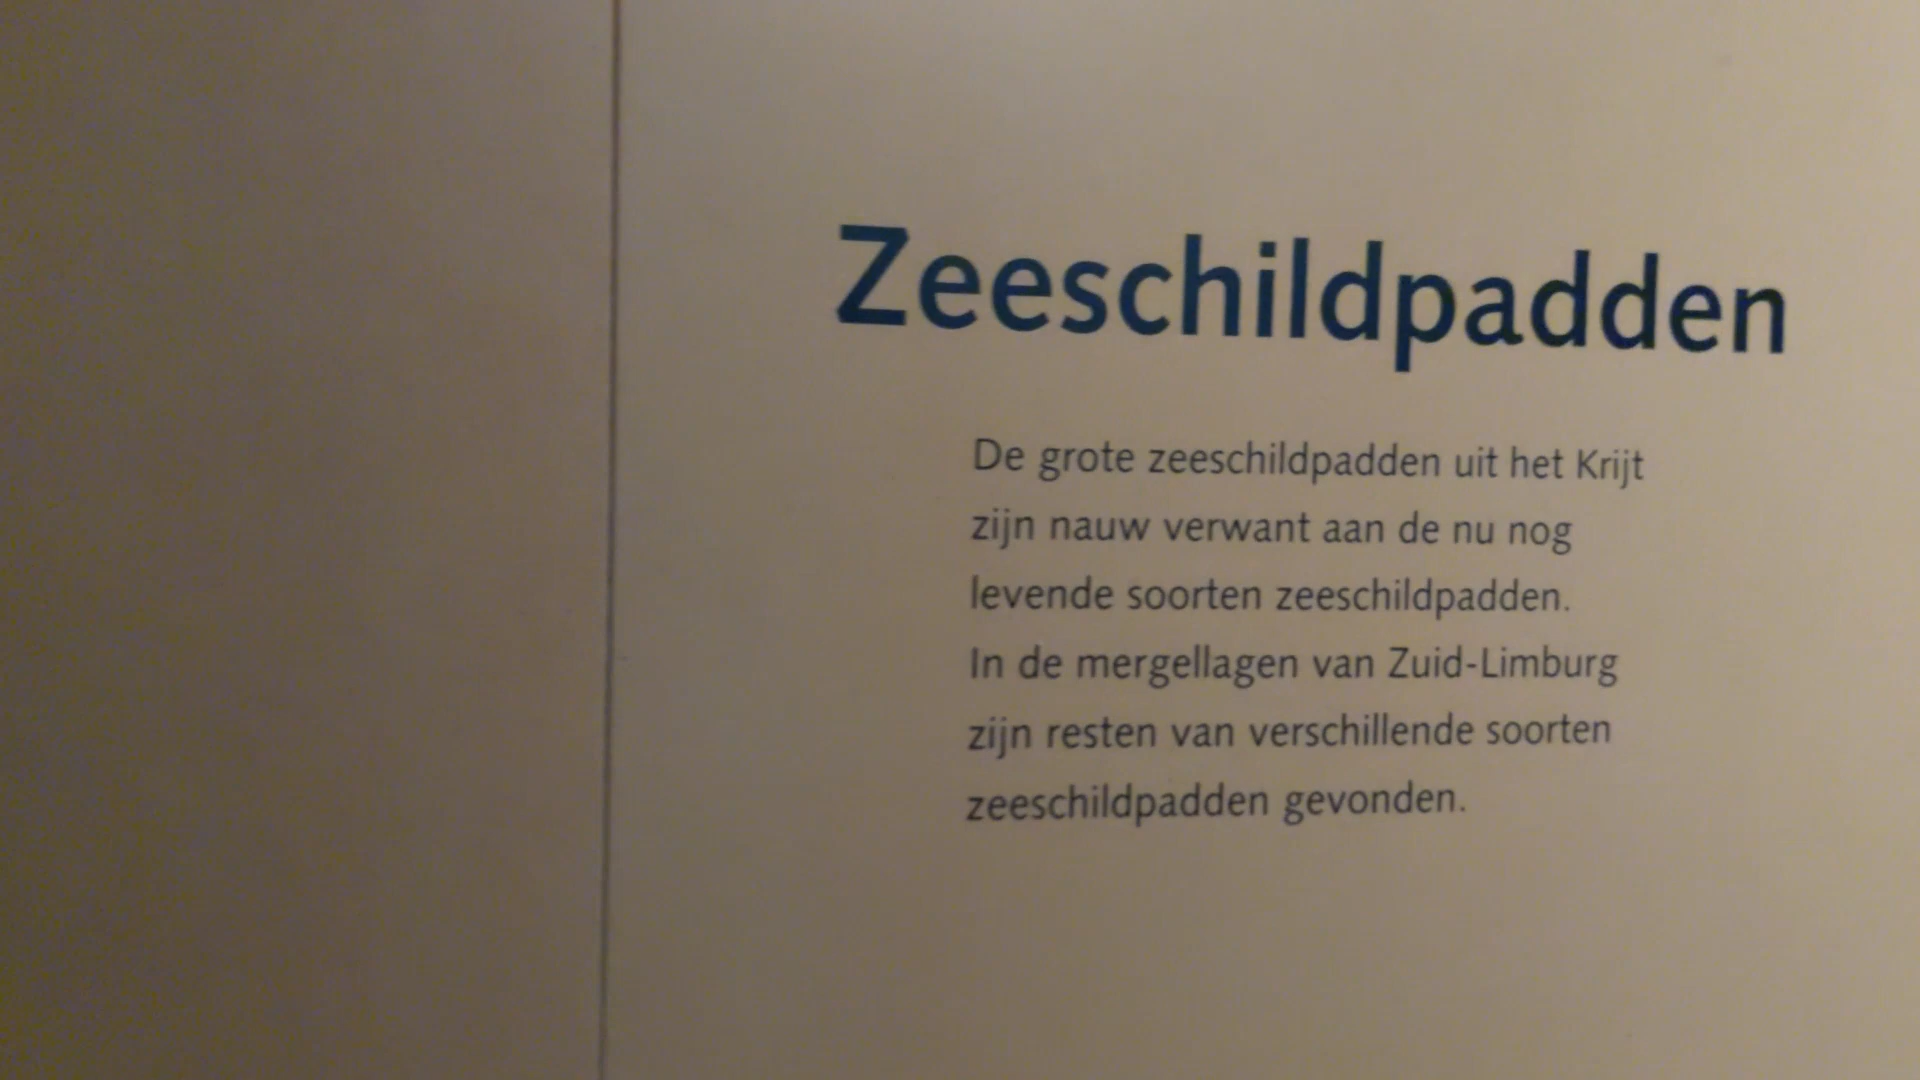 Zeeschildpadden
De grote zeeschildpadden uit het Krijt
zijn nauw verwant aan de nu nog
levende soorten zeeschildpadden.
In de mergellagen van Zuid-Limburg
zijn resten van verschillende soorten
zeeschildpadden gevonden.